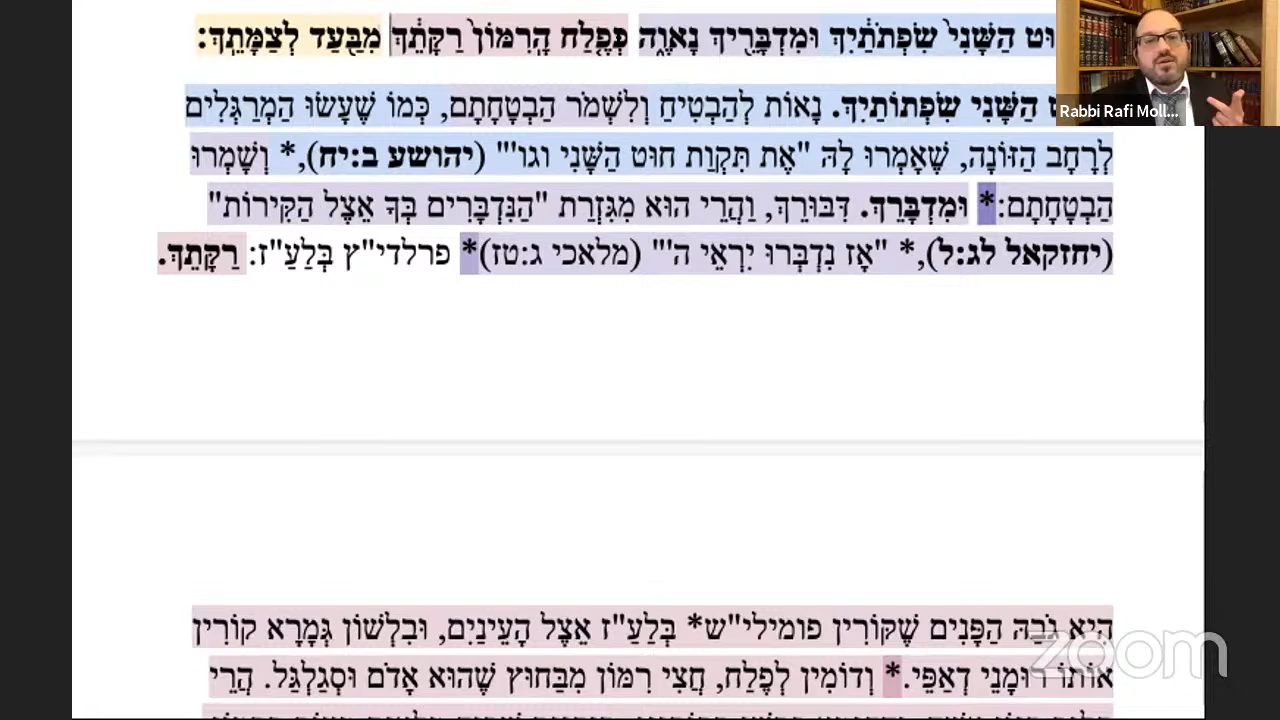 וּט הַשָּׁנִי֙ שִׂפְתֹתַ֔יִךְ וּמִדְבָּרֵ֖יךְ נָאוֶ֑ה כְּפֶ֤לַח הָֽרִמּוֹן֙ רַקָּתֵ֔ךְ מִבַּ֖עַד לְצַמָּתֵֽךְ׃
Rabbi Rafi Moll...
הַשָּׁנִי שִׂפְתוֹתַיִךְ. נָאוֹת לְהַבְטִיחַ וְלִשְׁמֹר הַבְטָחָתָם, כְּמוֹ שֶׁעָשׂוּ הַמְרַגְּלִים
לְרָחָב הַזּוֹנָה, שֶׁאָמְרוּ לָהּ "אֶת תִּקְוַת חוּט הַשָּׁנִי וגו'" (יהושע ב:יח),* וְשָׁמְרוּ
הַבְטָחָתָם:* וּמִדְבָּרֵךְ. דִּבּוּרֵךְ, וַהֲרֵי הוּא מִגִּזְרַת "הַנִּדְבָּרִים בְּךָ אֵצֶל הַקִּירוֹת"
(יחזקאל לג:ל),* "אָז נִדְבְּרוּ יִרְאֵי ה'" (מלאכי ג:טז)* פרלדי"ץ בְּלַעַ"ז: רַקָּתֵךְ.
הִיא גֹּבַהּ הַפָּנִים שֶׁקּוֹרִין פומילי"ש* בְּלַעַ"ז אֵצֶל הָעֵינַיִם, וּבִלְשׁוֹן גְּמָרָא קוֹרִין
אוֹתוֹ רוּמָנֵי דְאַפֵּי.* וְדוֹמִין לְפֶלַח, חֲצִי רִמּוֹן מִבַּחוּץ שֶׁהוּא אָדֹם וּסְגַלְגַּל. הֲרֵי
zoom